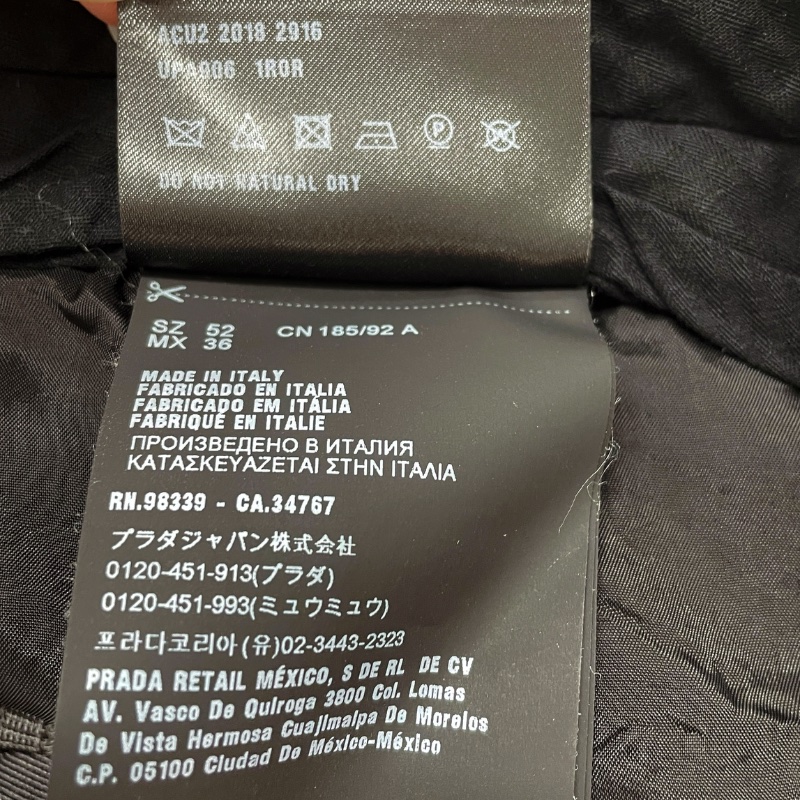 ACU2 2018 2916
UPA906 1R0R
DO NOT NATURAL DRY
SZ 52 CN 185/92 A
MX 36
MADE IN ITALY
FABRICADO EN ITALIA
FABRICADO EM ITÁLIA
FABRIQUÉ EN ITALIE
ПРОИЗВЕДЕНО В ИТАЛИЯ
ΚΑΤΑΣΚΕΥΑΖΕΤΑΙ ΣΤΗΝ ΙΤΑΛΙΑ
RN.98339 - CA.34767
プラダジャパン株式会社
0120-451-913(プラダ)
0120-451-993(ミュウミュウ)
프라다코리아(유)02-3443-2323
PRADA RETAIL MÉXICO, S DE RL DE CV
AV. Vasco De Quiroga 3800 Col. Lomas
De Vista Hermosa Cuajimalpa De Morelos
C.P. 05100 Ciudad De México-México